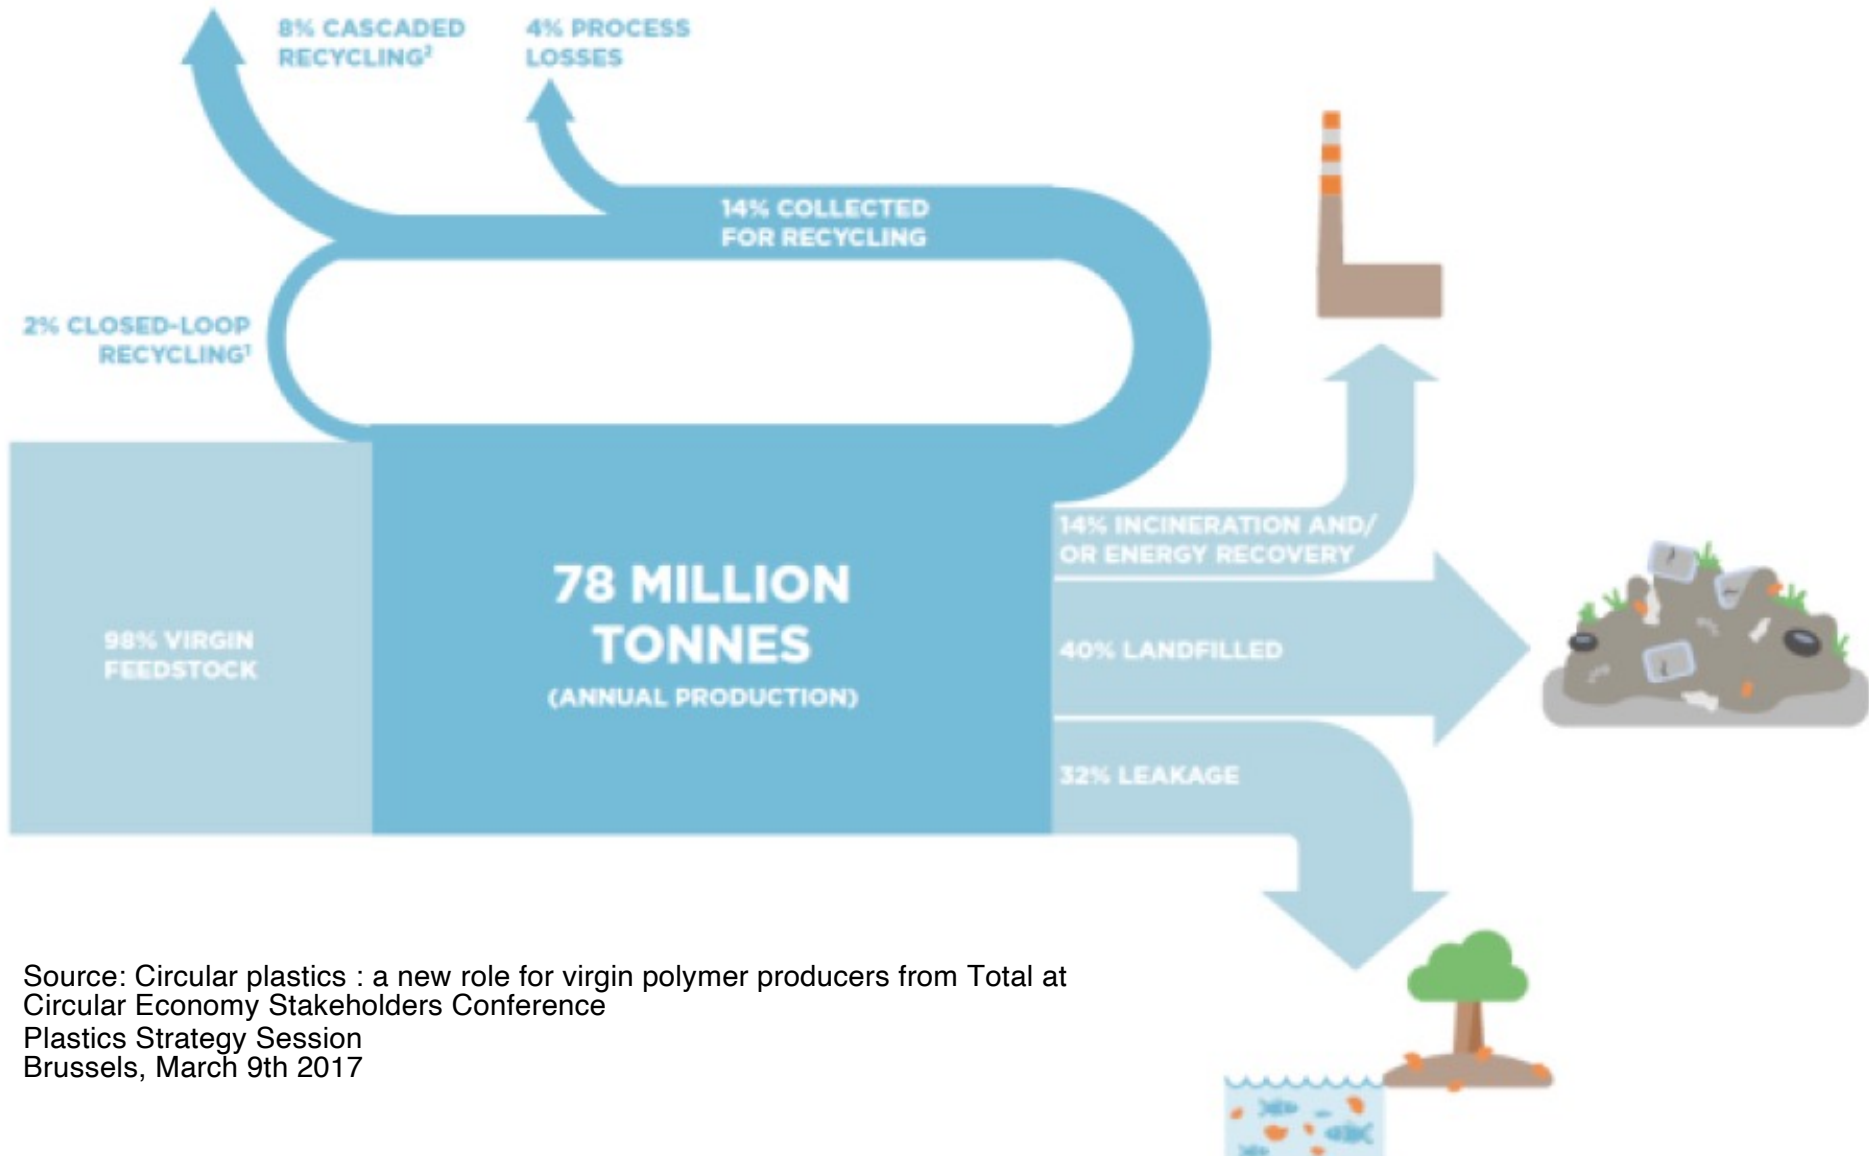 8% CASCADED
RECYCLING²
4% PROCESS
LOSSES
14% COLLECTED
FOR RECYCLING
2% CLOSED-LOOP
RECYCLING¹
98% VIRGIN
FEEDSTOCK
78 MILLION
TONNES
(ANNUAL PRODUCTION)
14% INCINERATION AND/
OR ENERGY RECOVERY
40% LANDFILLED
32% LEAKAGE
Source: Circular plastics : a new role for virgin polymer producers from Total at
Circular Economy Stakeholders Conference
Plastics Strategy Session
Brussels, March 9th 2017